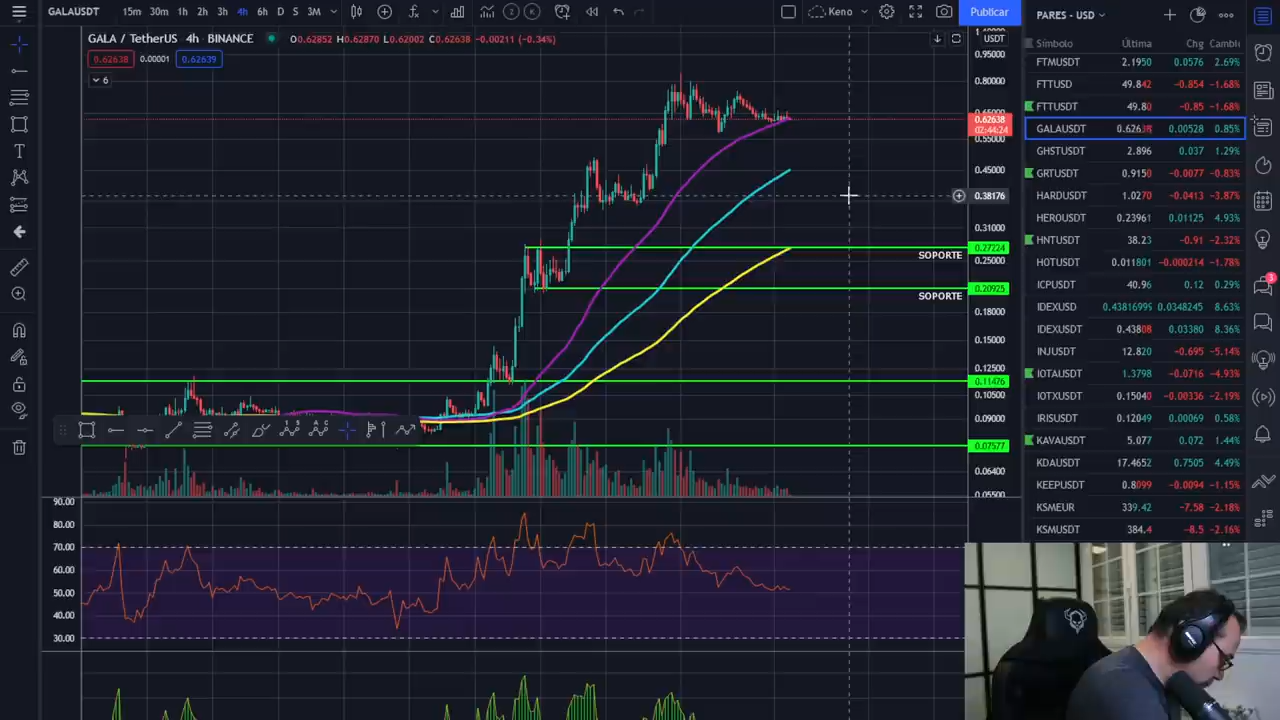 GALAUSDT 15m 30m 1h 2h 3h 4h 6h D S 3M Keno Publicar
GALA / TetherUS 4h · BINANCE O0.62852 H0.62870 L0.62002 C0.62638 −0.00211 (−0.34%)
0.62638 0.00001 0.62639
6
USDT
0.95000
0.80000
0.62638
02:44:24
0.55000
0.45000
0.38176
0.31000
0.27224
SOPORTE
0.25000
0.20925
SOPORTE
0.18000
0.15000
0.12500
0.11476
0.10500
0.09000
0.07577
0.06400
0.05500
90.00
80.00
70.00
60.00
50.00
40.00
30.00
PARES - USD
Símbolo Última Chg Cambi
FTMUSDT 2.1950 0.0576 2.69%
FTTUSD 49.842 −0.854 −1.68%
FTTUSDT 49.80 −0.85 −1.68%
GALAUSDT 0.62638 0.00528 0.85%
GHSTUSDT 2.896 0.037 1.29%
GRTUSDT 0.9150 −0.0077 −0.83%
HARDUSDT 1.0270 −0.0413 −3.87%
HEROUSDT 0.23961 0.01125 4.93%
HNTUSDT 38.23 −0.91 −2.32%
HOTUSDT 0.011801 −0.000214 −1.78%
ICPUSDT 40.96 0.12 0.29%
IDEXUSD 0.43816999 0.0348245 8.63%
IDEXUSDT 0.43808 0.03380 8.36%
INJUSDT 12.820 −0.695 −5.14%
IOTAUSDT 1.3798 −0.0716 −4.93%
IOTXUSDT 0.15040 −0.00336 −2.19%
IRISUSDT 0.12049 0.00069 0.58%
KAVAUSDT 5.077 0.072 1.44%
KDAUSDT 17.4652 0.7505 4.49%
KEEPUSDT 0.8099 −0.0094 −1.15%
KSMEUR 339.42 −7.58 −2.18%
KSMUSDT 384.4 −8.5 −2.16%
3